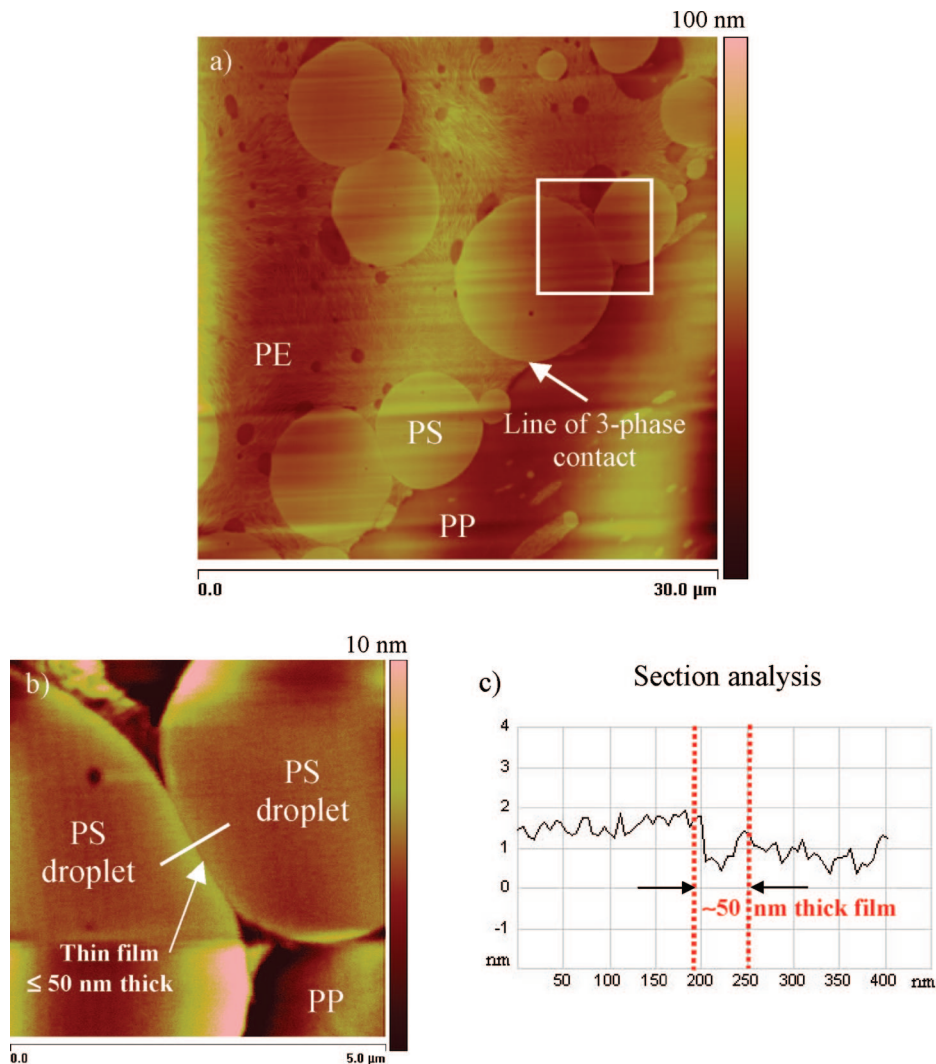 100 nm
a)
PE
PS
Line of 3-phase
contact
PP
0.0 30.0 µm
10 nm
b)
PS
droplet
PS
droplet
Thin film
≤ 50 nm thick
PP
0.0 5.0 µm
c) Section analysis
4
3
2
1
0
-1
nm
~50 nm thick film
50 100 150 200 250 300 350 400 nm